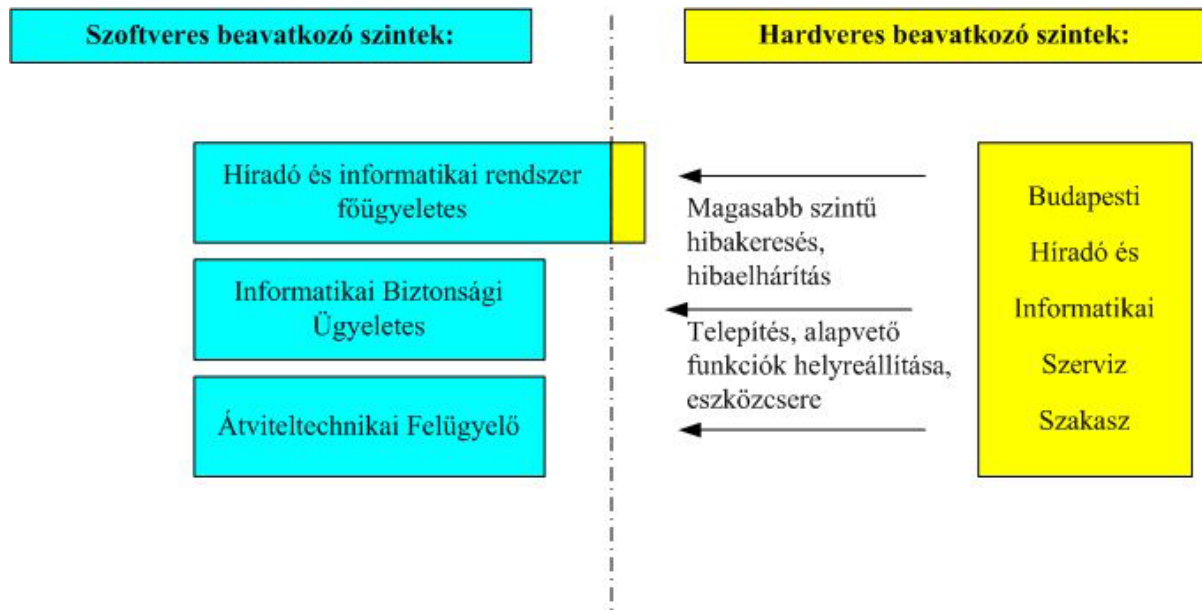 Szoftveres beavatkozó szintek:
Hardveres beavatkozó szintek:
Híradó és informatikai rendszer
főügyeletes
Informatikai Biztonsági
Ügyeletes
Átviteltechnikai Felügyelő
Magasabb szintű
hibakeresés,
hibaelhárítás
Telepítés, alapvető
funkciók helyreállítása,
eszközcsere
Budapesti
Híradó és
Informatikai
Szerviz
Szakasz